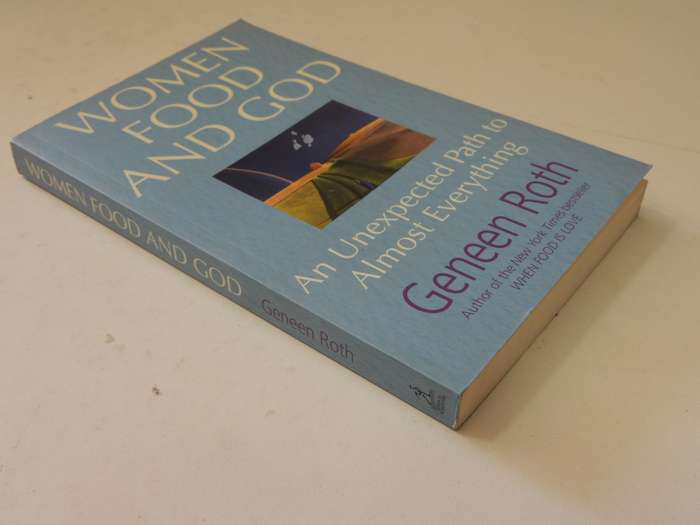 WOMEN
FOOD
AND GOD
An Unexpected Path to
Almost Everything
Geneen Roth
Author of the New York Times bestseller
WHEN FOOD IS LOVE
WOMEN FOOD AND GOD Geneen Roth